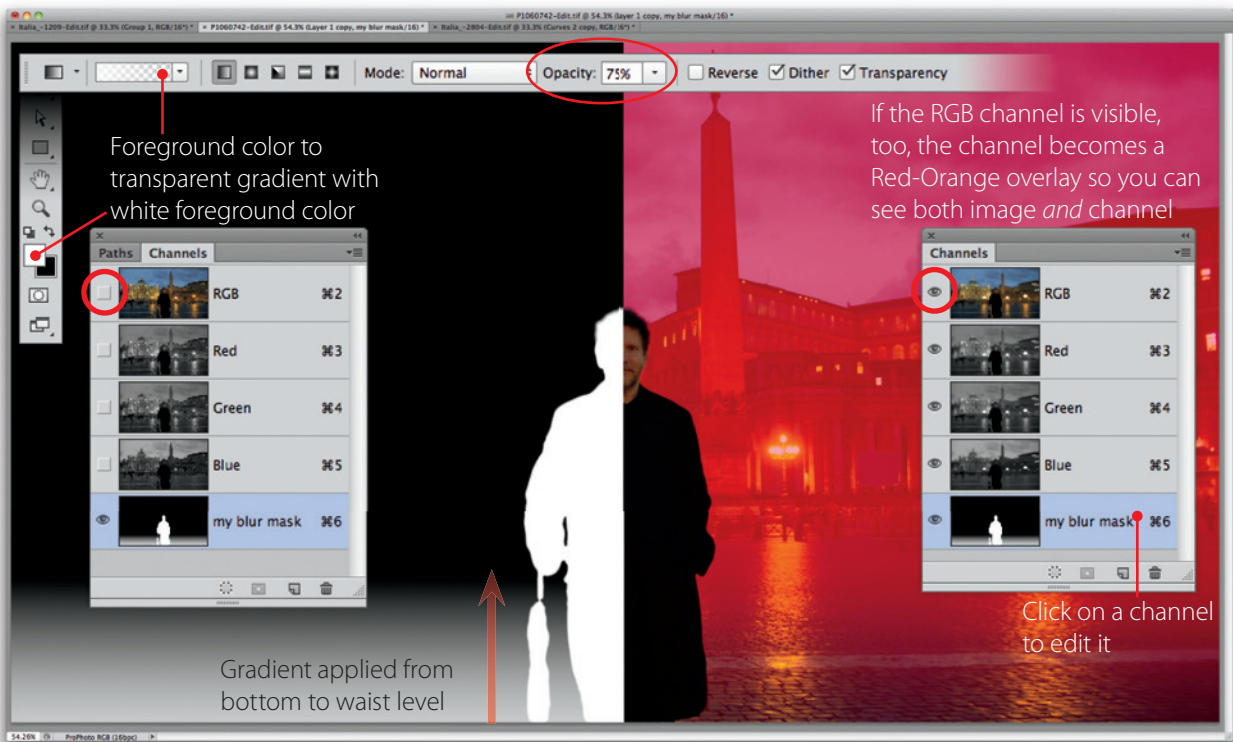 P1060742-Edit.tif @ 54.3% (Layer 1 copy, my blur mask/16) *
× Italia_-1209-Edit.tif @ 33.3% (Group 1, RGB/16*) * × P1060742-Edit.tif @ 54.3% (Layer 1 copy, my blur mask/16) * × Italia_-2804-Edit.tif @ 33.3% (Curves 2 copy, RGB/16*) *
Mode: Normal Opacity: 75% Reverse Dither Transparency
Foreground color to
transparent gradient with
white foreground color
If the RGB channel is visible,
too, the channel becomes a
Red-Orange overlay so you can
see both image and channel
Paths Channels
RGB ⌘2
Red ⌘3
Green ⌘4
Blue ⌘5
my blur mask ⌘6
Channels
RGB ⌘2
Red ⌘3
Green ⌘4
Blue ⌘5
my blur mask ⌘6
Click on a channel
to edit it
Gradient applied from
bottom to waist level
54.26% ProPhoto RGB (16bpc)